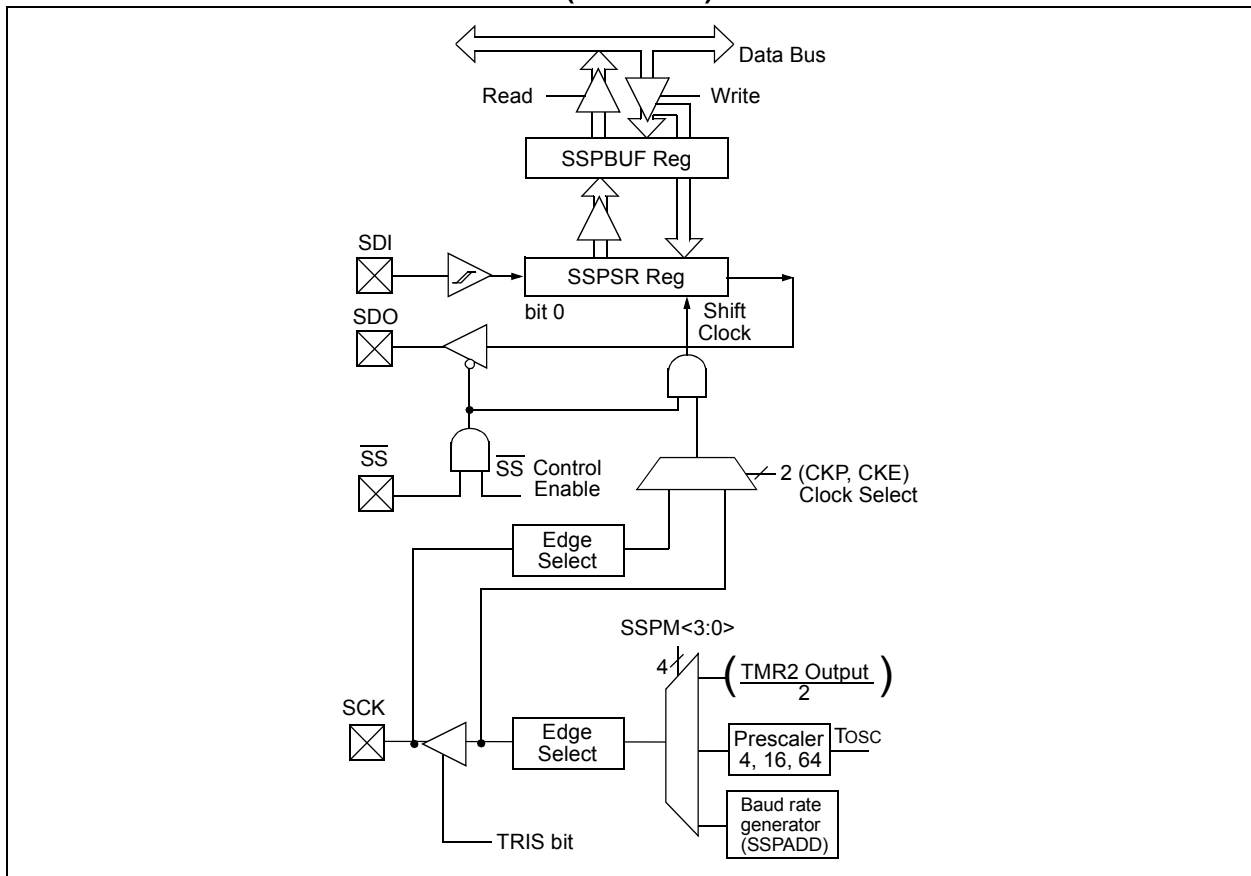 Data Bus
Read
Write
SSPBUF Reg
SDI
SSPSR Reg
bit 0
Shift
Clock
SDO
SS
SS Control
Enable
2 (CKP, CKE)
Clock Select
Edge
Select
SSPM<3:0>
4
(TMR2 Output
2)
SCK
Edge
Select
Prescaler
4, 16, 64
TOSC
Baud rate
generator
(SSPADD)
TRIS bit